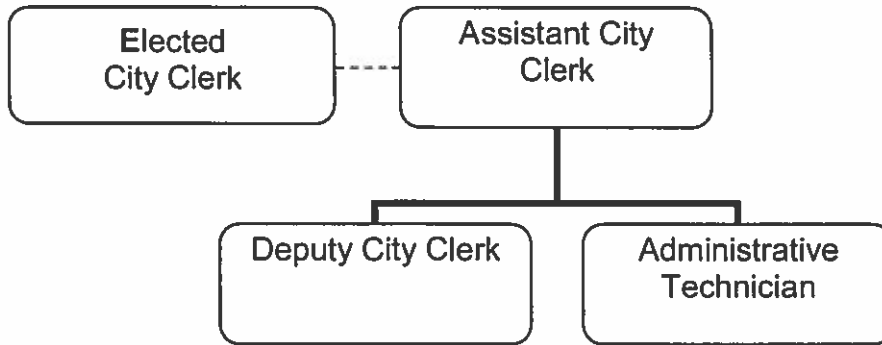 Elected
City Clerk
Assistant City
Clerk
Deputy City Clerk
Administrative
Technician